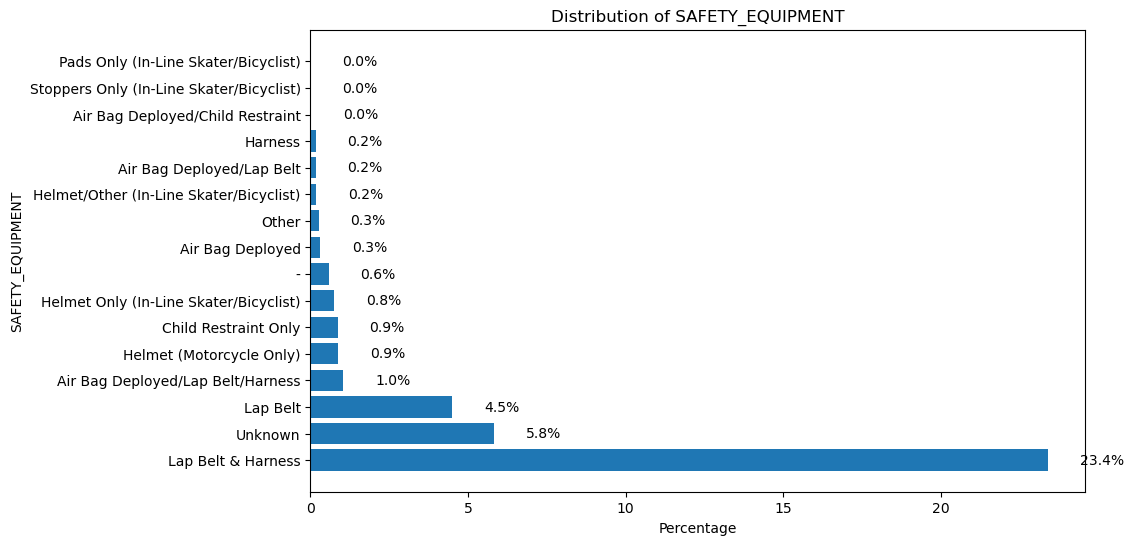 Distribution of SAFETY_EQUIPMENT
SAFETY_EQUIPMENT
Pads Only (In-Line Skater/Bicyclist) 0.0%
Stoppers Only (In-Line Skater/Bicyclist) 0.0%
Air Bag Deployed/Child Restraint 0.0%
Harness 0.2%
Air Bag Deployed/Lap Belt 0.2%
Helmet/Other (In-Line Skater/Bicyclist) 0.2%
Other 0.3%
Air Bag Deployed 0.3%
- 0.6%
Helmet Only (In-Line Skater/Bicyclist) 0.8%
Child Restraint Only 0.9%
Helmet (Motorcycle Only) 0.9%
Air Bag Deployed/Lap Belt/Harness 1.0%
Lap Belt 4.5%
Unknown 5.8%
Lap Belt & Harness 23.4%
0 5 10 15 20
Percentage